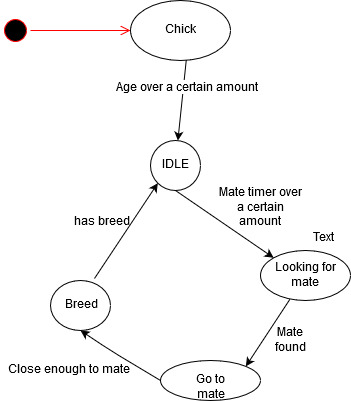 Chick
Age over a certain amount
IDLE
Mate timer over
a certain
amount
has breed
Text
Looking for
mate
Breed
Mate
found
Close enough to mate
Go to
mate